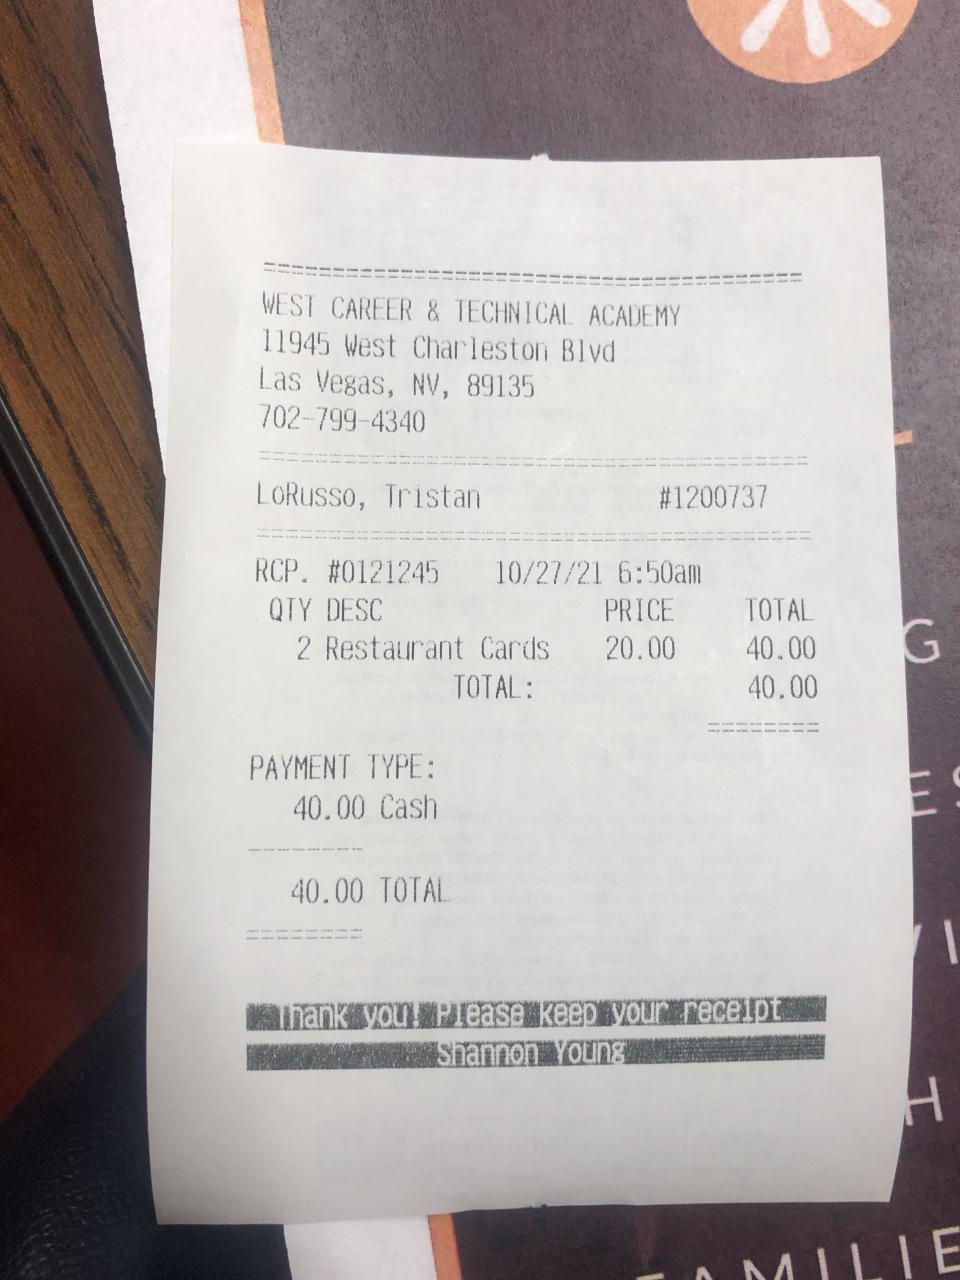 WEST CAREER & TECHNICAL ACADEMY
11945 West Charleston Blvd
Las Vegas, NV, 89135
702-799-4340
LoRusso, Tristan #1200737
RCP. #0121245 10/27/21 6:50am
QTY DESC PRICE TOTAL
2 Restaurant Cards 20.00 40.00
TOTAL: 40.00
PAYMENT TYPE:
40.00 Cash
40.00 TOTAL
Thank you! Please keep your receipt
Shannon Young